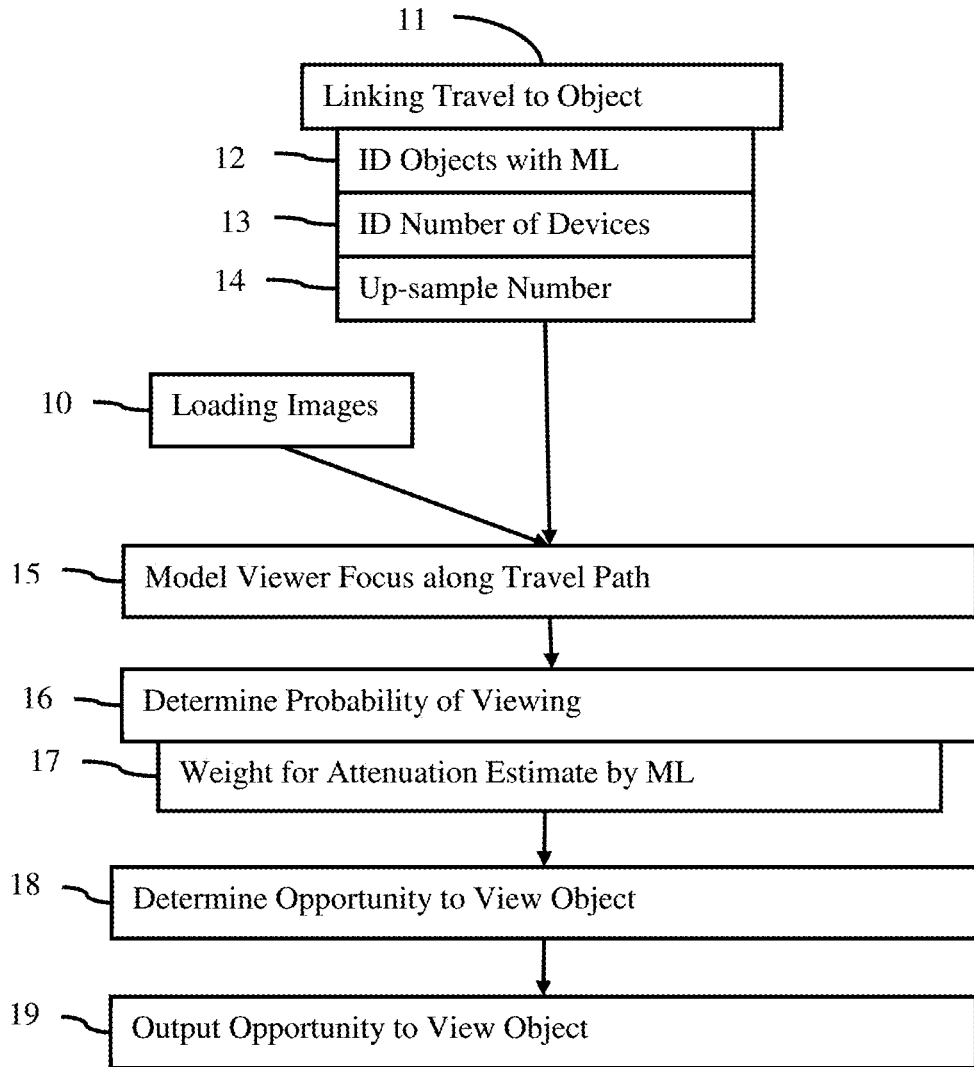 11
Linking Travel to Object
12 ID Objects with ML
13 ID Number of Devices
14 Up-sample Number
10 Loading Images
15 Model Viewer Focus along Travel Path
16 Determine Probability of Viewing
17 Weight for Attenuation Estimate by ML
18 Determine Opportunity to View Object
19 Output Opportunity to View Object